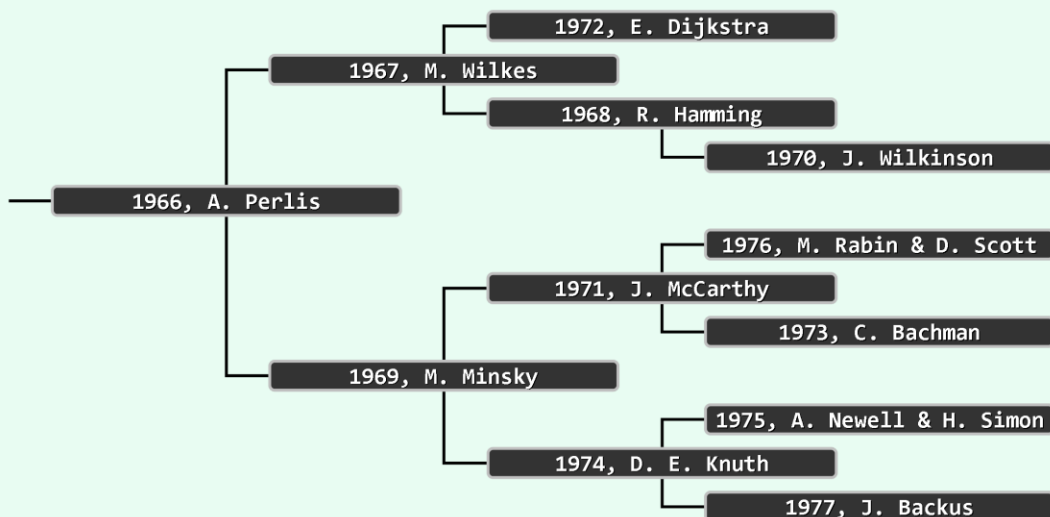 1972, E. Dijkstra
1967, M. Wilkes
1968, R. Hamming
1970, J. Wilkinson
1966, A. Perlis
1976, M. Rabin & D. Scott
1971, J. McCarthy
1973, C. Bachman
1969, M. Minsky
1975, A. Newell & H. Simon
1974, D. E. Knuth
1977, J. Backus